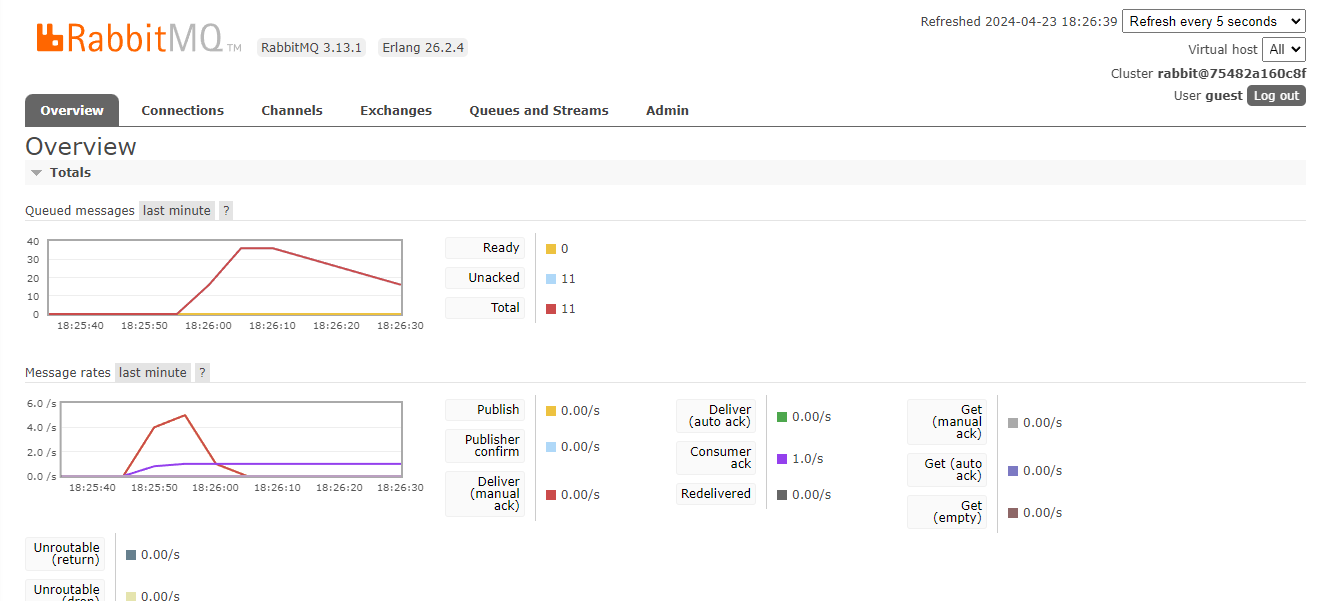 Refreshed 2024-04-23 18:26:39 Refresh every 5 seconds
RabbitMQ TM RabbitMQ 3.13.1 Erlang 26.2.4
Virtual host All
Cluster rabbit@75482a160c8f
User guest Log out
Overview Connections Channels Exchanges Queues and Streams Admin
Overview
Totals
Queued messages last minute ?
40
30
20
10
0
18:25:40 18:25:50 18:26:00 18:26:10 18:26:20 18:26:30
Ready 0
Unacked 11
Total 11
Message rates last minute ?
6.0 /s
4.0 /s
2.0 /s
0.0 /s
18:25:40 18:25:50 18:26:00 18:26:10 18:26:20 18:26:30
Publish 0.00/s
Publisher
confirm 0.00/s
Deliver
(manual
ack) 0.00/s
Deliver
(auto ack) 0.00/s
Consumer
ack 1.0/s
Redelivered 0.00/s
Get
(manual
ack) 0.00/s
Get (auto
ack) 0.00/s
Get
(empty) 0.00/s
Unroutable
(return) 0.00/s
Unroutable
(drop) 0.00/s